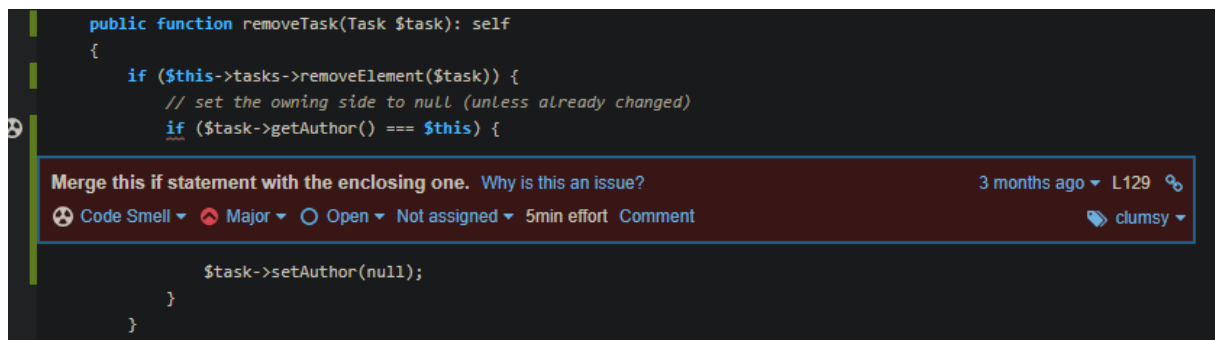 public function removeTask(Task $task): self
{
if ($this->tasks->removeElement($task)) {
// set the owning side to null (unless already changed)
if ($task->getAuthor() === $this) {
Merge this if statement with the enclosing one. Why is this an issue? 3 months ago L129
Code Smell Major Open Not assigned 5min effort Comment clumsy
$task->setAuthor(null);
}
}